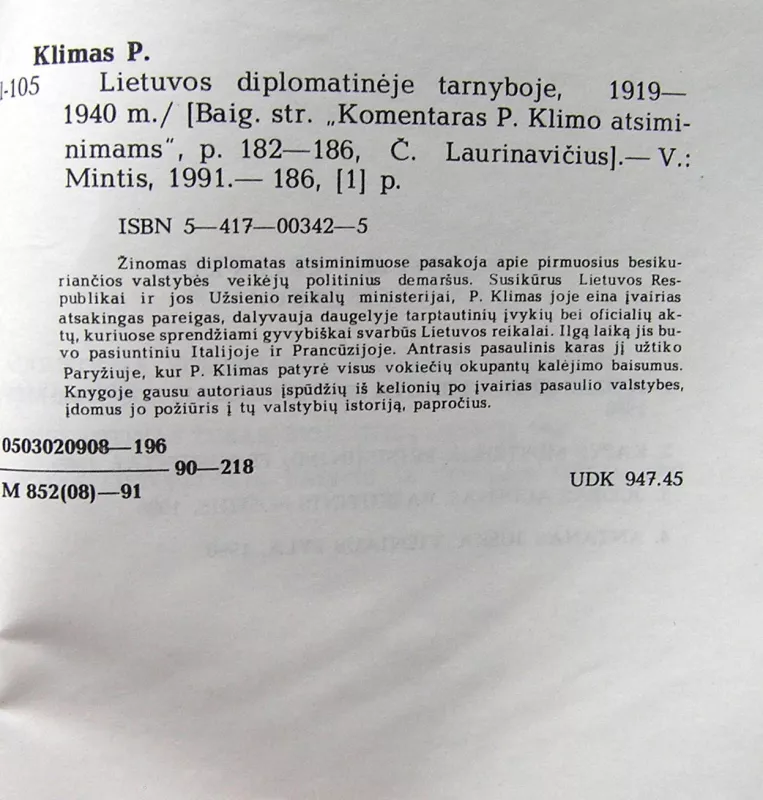 Klimas P.
-105 Lietuvos diplomatinėje tarnyboje, 1919—
1940 m./ [Baig. str. „Komentaras P. Klimo atsimi-
nimams“, p. 182—186, Č. Laurinavičius].— V.:
Mintis, 1991.— 186, [1] p.
ISBN 5—417—00342—5
Žinomas diplomatas atsiminimuose pasakoja apie pirmuosius besiku-
riančios valstybės veikėjų politinius demaršus. Susikūrus Lietuvos Res-
publikai ir jos Užsienio reikalų ministerijai, P. Klimas joje eina įvairias
atsakingas pareigas, dalyvauja daugelyje tarptautinių įvykių bei oficialių ak-
tų, kuriuose sprendžiami gyvybiškai svarbūs Lietuvos reikalai. Ilgą laiką jis bu-
vo pasiuntiniu Italijoje ir Prancūzijoje. Antrasis pasaulinis karas jį užtiko
Paryžiuje, kur P. Klimas patyrė visus vokiečių okupantų kalėjimo baisumus.
Knygoje gausu autoriaus įspūdžių iš kelionių po įvairias pasaulio valstybes,
įdomus jo požiūris į tų valstybių istoriją, papročius.
0503020908—196
90—218
M 852(08)—91
UDK 947.45